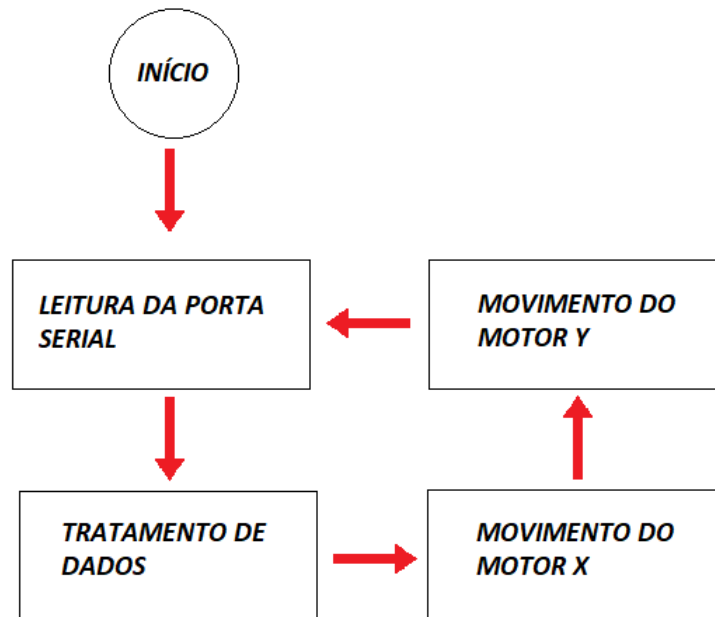 INÍCIO
LEITURA DA PORTA
SERIAL
TRATAMENTO DE
DADOS
MOVIMENTO DO
MOTOR X
MOVIMENTO DO
MOTOR Y